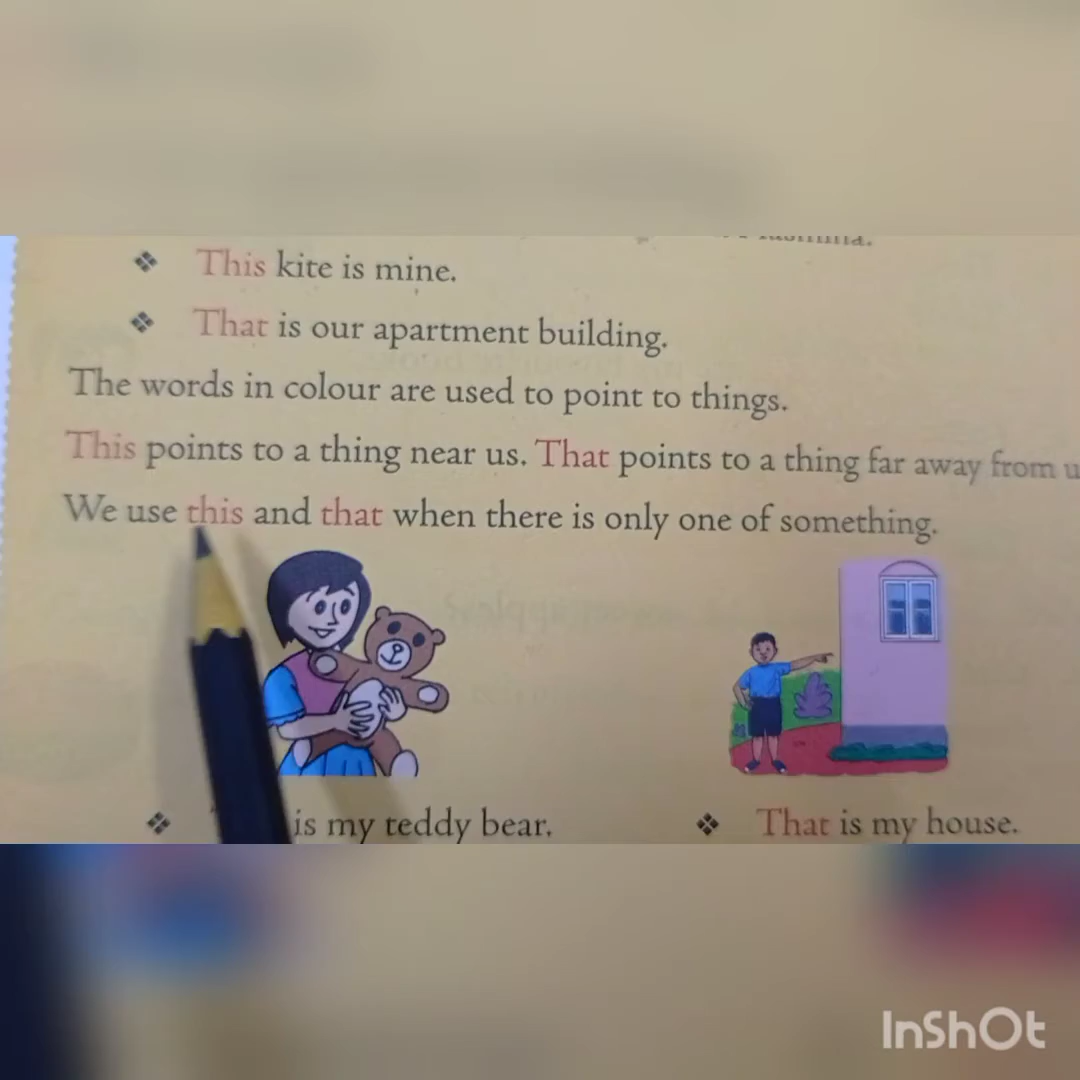 ❖ This kite is mine.
❖ That is our apartment building.
The words in colour are used to point to things.
This points to a thing near us. That points to a thing far away from u
We use this and that when there is only one of something.
❖ is my teddy bear. ❖ That is my house.
InShOt